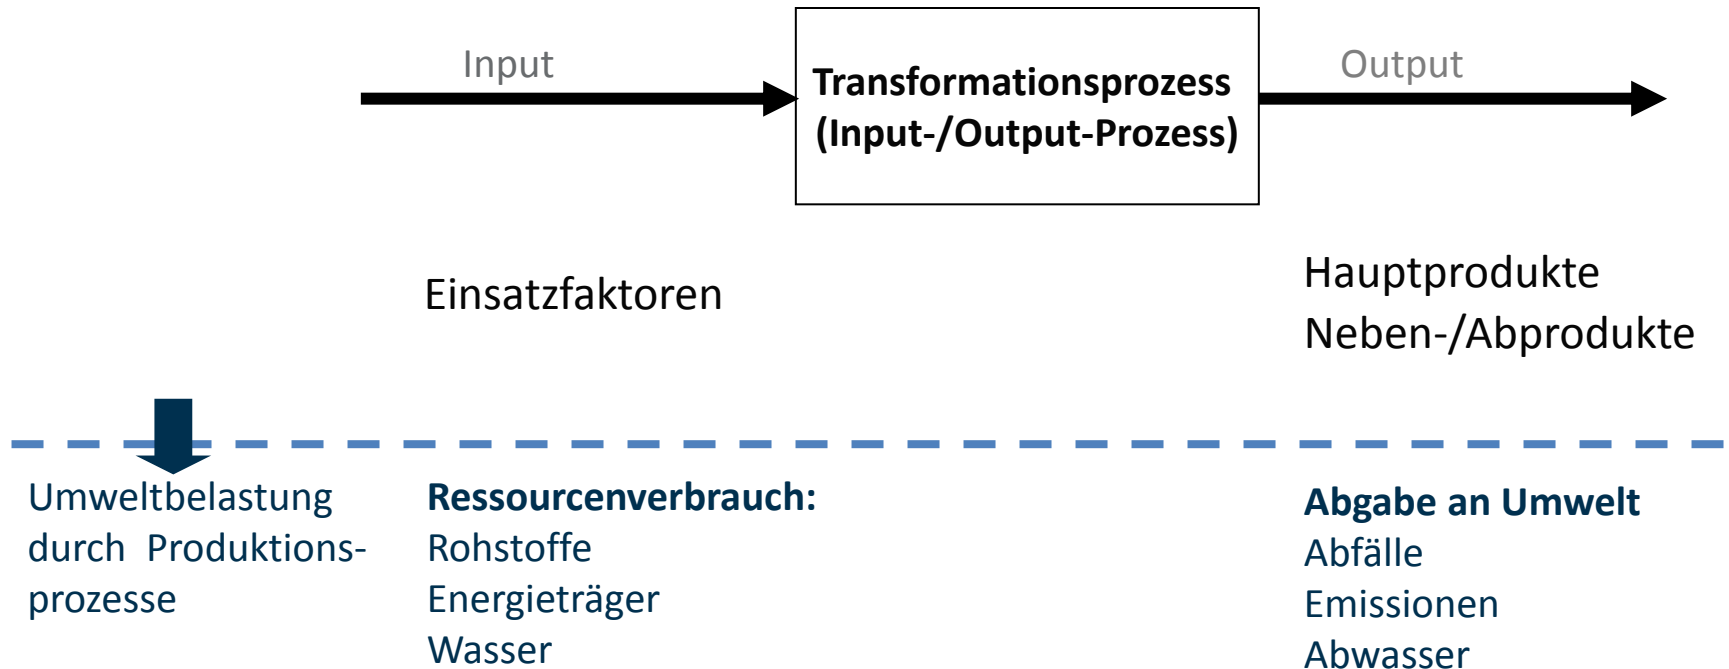 Input
Transformationsprozess
(Input-/Output-Prozess)
Output
Einsatzfaktoren
Hauptprodukte
Neben-/Abprodukte
Umweltbelastung
durch Produktions-
prozesse
Ressourcenverbrauch:
Rohstoffe
Energieträger
Wasser
Abgabe an Umwelt
Abfälle
Emissionen
Abwasser